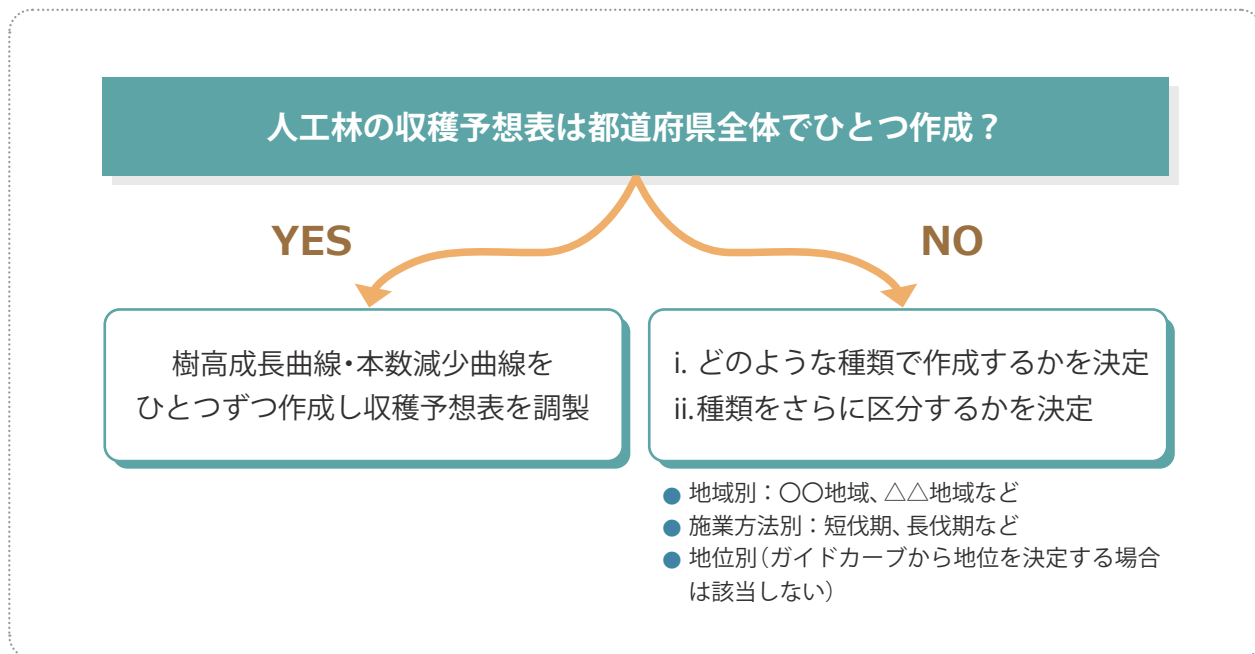 人工林の収穫予想表は都道府県全体でひとつ作成？
YES
NO
樹高成長曲線・本数減少曲線を
ひとつずつ作成し収穫予想表を調製
i. どのような種類で作成するかを決定
ii.種類をさらに区分するかを決定
● 地域別：〇〇地域、△△地域など
● 施業方法別：短伐期、長伐期など
● 地位別（ガイドカーブから地位を決定する場合
は該当しない）